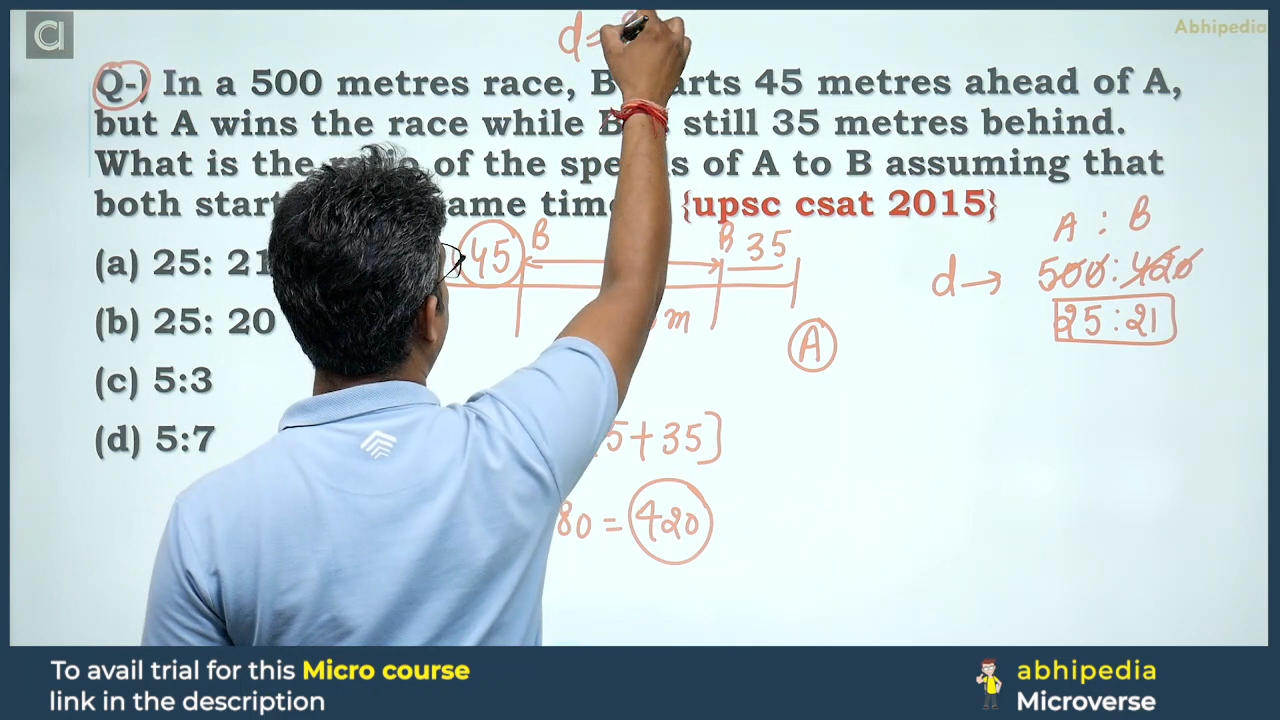 Abhipedia
d=
Q-) In a 500 metres race, B arts 45 metres ahead of A,
but A wins the race while B still 35 metres behind.
What is the of the spe s of A to B assuming that
both start ame time {upsc csat 2015}
A : B
(a) 25: 21
45 B B 35
d → 500 : 420
(b) 25: 20
m
A
25 : 21
(c) 5:3
(d) 5:7
5+35]
80 = 420
To avail trial for this Micro course
link in the description
abhipedia
Microverse